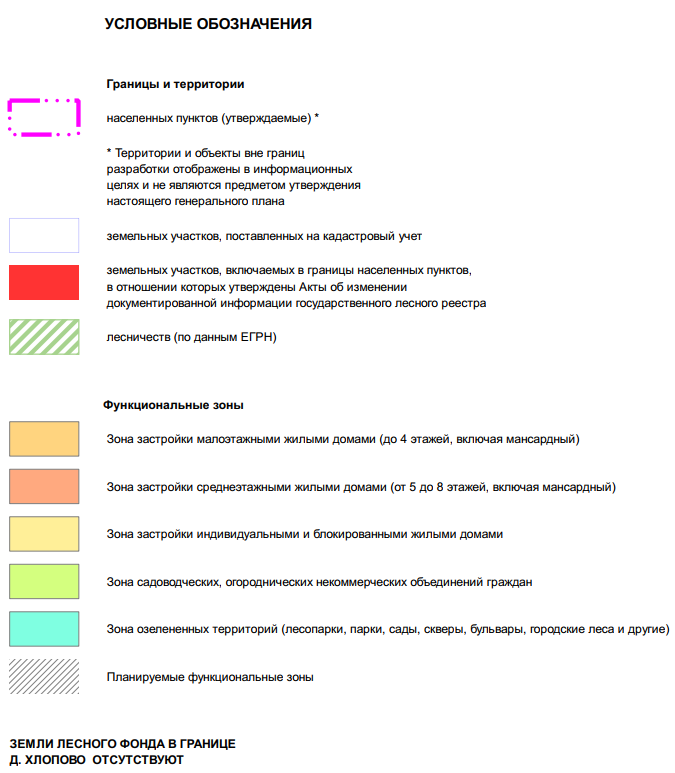 УСЛОВНЫЕ ОБОЗНАЧЕНИЯ
Границы и территории
населенных пунктов (утверждаемые) *
* Территории и объекты вне границ
разработки отображены в информационных
целях и не являются предметом утверждения
настоящего генерального плана
земельных участков, поставленных на кадастровый учет
земельных участков, включаемых в границы населенных пунктов,
в отношении которых утверждены Акты об изменении
документированной информации государственного лесного реестра
лесничеств (по данным ЕГРН)
Функциональные зоны
Зона застройки малоэтажными жилыми домами (до 4 этажей, включая мансардный)
Зона застройки среднеэтажными жилыми домами (от 5 до 8 этажей, включая мансардный)
Зона застройки индивидуальными и блокированными жилыми домами
Зона садоводческих, огороднических некоммерческих объединений граждан
Зона озелененных территорий (лесопарки, парки, сады, скверы, бульвары, городские леса и другие)
Планируемые функциональные зоны
ЗЕМЛИ ЛЕСНОГО ФОНДА В ГРАНИЦЕ
Д. ХЛОПОВО ОТСУТСТВУЮТ